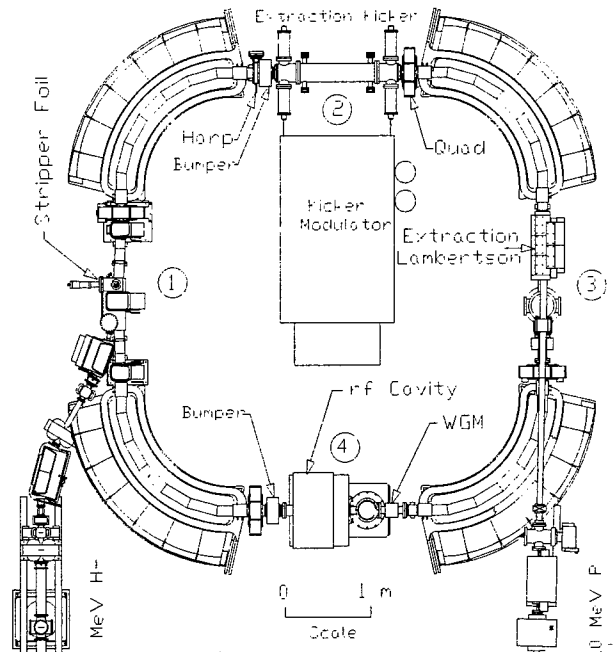 Extraction Kicker
2
Harp
Bumper
Quad
Stripper Foil
Kicker
Modulator
Extraction
Lambertson
1
3
rf Cavity
Bumper
4
WGM
MeV H-
0 1 m
Scale
0 MeV P